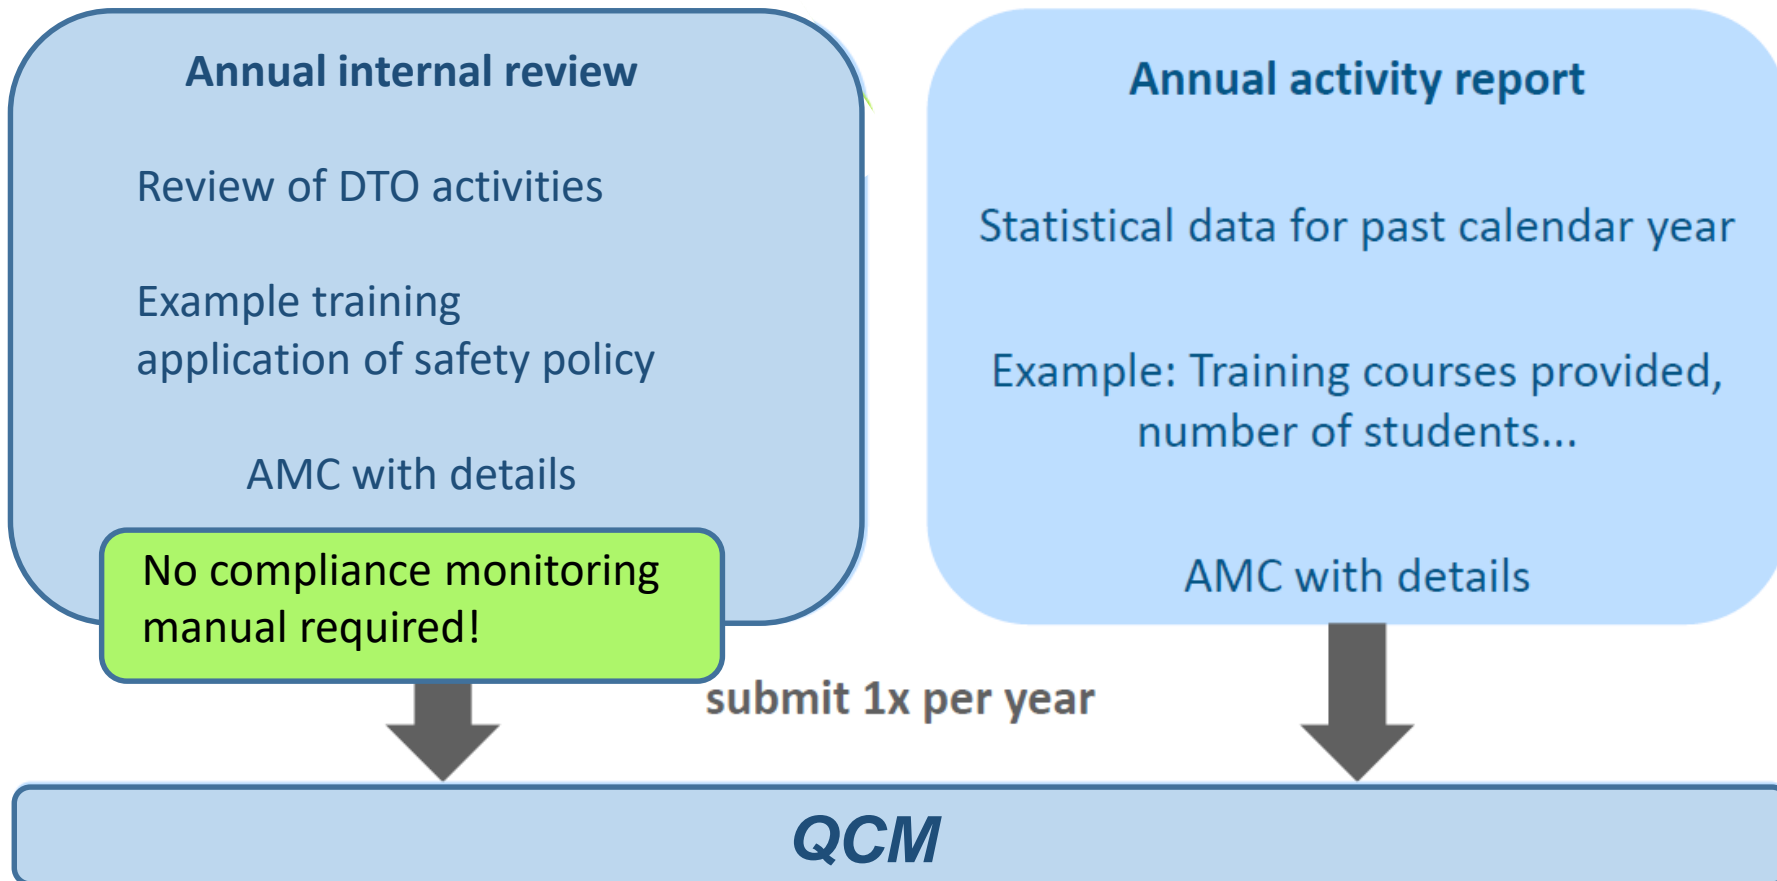 Annual internal review
Review of DTO activities
Example training
application of safety policy
AMC with details
No compliance monitoring
manual required!
Annual activity report
Statistical data for past calendar year
Example: Training courses provided,
number of students...
AMC with details
submit 1x per year
QCM